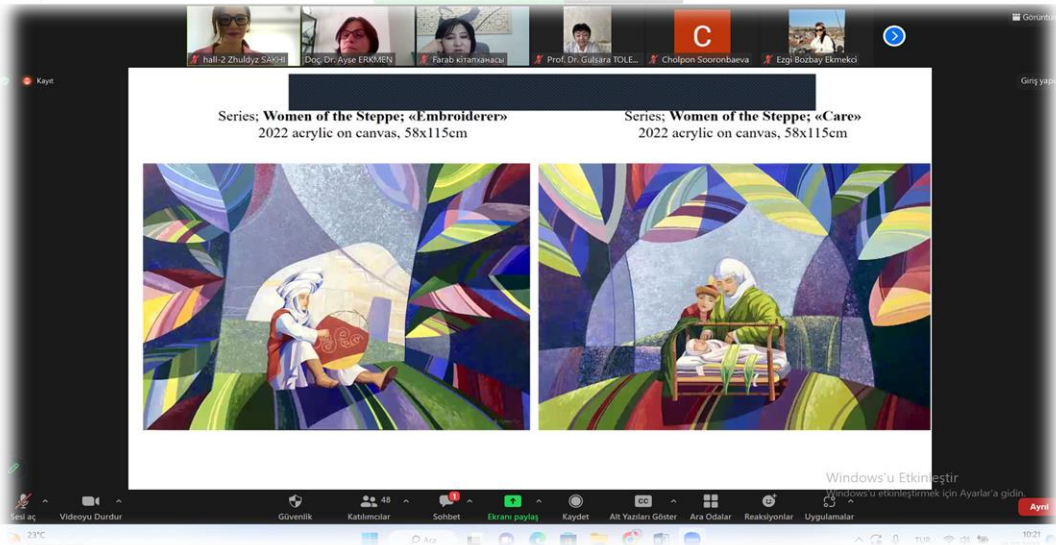 Görüntül
Kayıt
Giriş yapı
hall-2 Zhuldyz SAKHI
Doç. Dr. Ayse ERKMEN
Farab кітапханасы
Prof. Dr. Gulsara TOLE...
C
Cholpon Sooronbaeva
Ezgi Bozbay Ekmekci
Series; Women of the Steppe; «Embroiderer»
2022 acrylic on canvas, 58x115cm
Series; Women of the Steppe; «Care»
2022 acrylic on canvas, 58x115cm
Windows'u Etkinleştir
Windows'u etkinleştirmek için Ayarlar'a gidin.
Sesi aç
Videoyu Durdur
Güvenlik
48
Katılımcılar
1
Sohbet
Ekranı paylaş
Kaydet
CC
Alt Yazıları Göster
Ara Odalar
Reaksiyonlar
Uygulamalar
Ayrıl
23°C
Ara
TUR
10:21